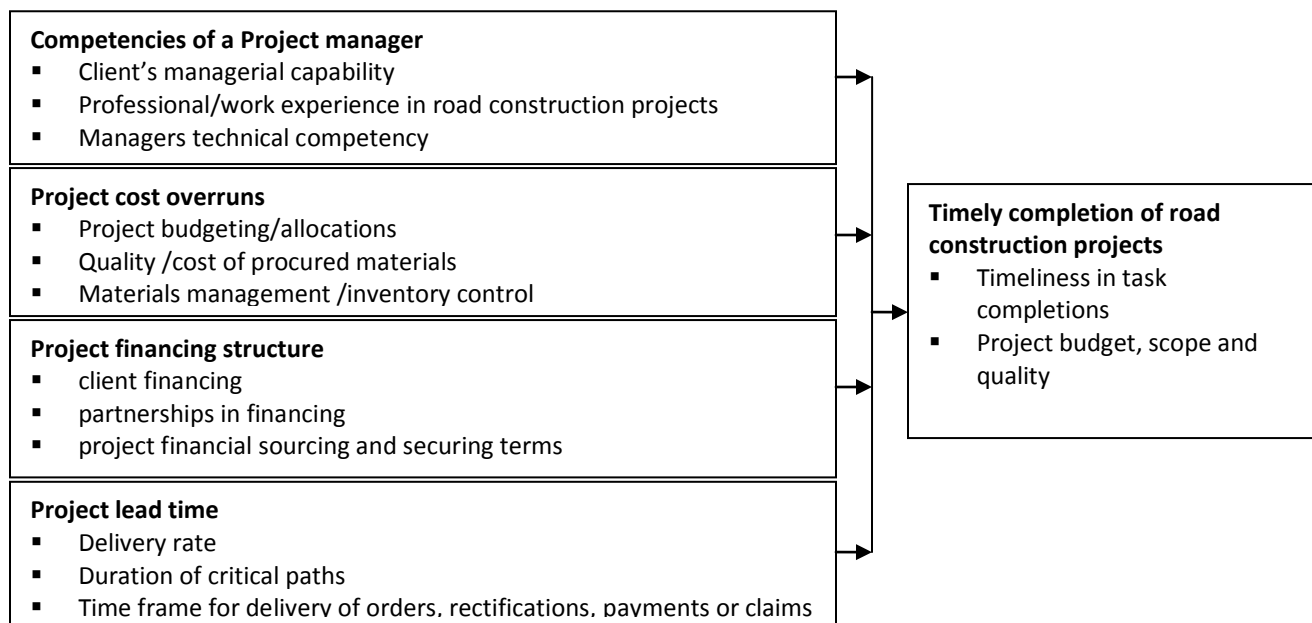 Competencies of a Project manager
▪ Client’s managerial capability
▪ Professional/work experience in road construction projects
▪ Managers technical competency
Project cost overruns
▪ Project budgeting/allocations
▪ Quality /cost of procured materials
▪ Materials management /inventory control
Project financing structure
▪ client financing
▪ partnerships in financing
▪ project financial sourcing and securing terms
Project lead time
▪ Delivery rate
▪ Duration of critical paths
▪ Time frame for delivery of orders, rectifications, payments or claims
Timely completion of road
construction projects
▪ Timeliness in task
completions
▪ Project budget, scope and
quality